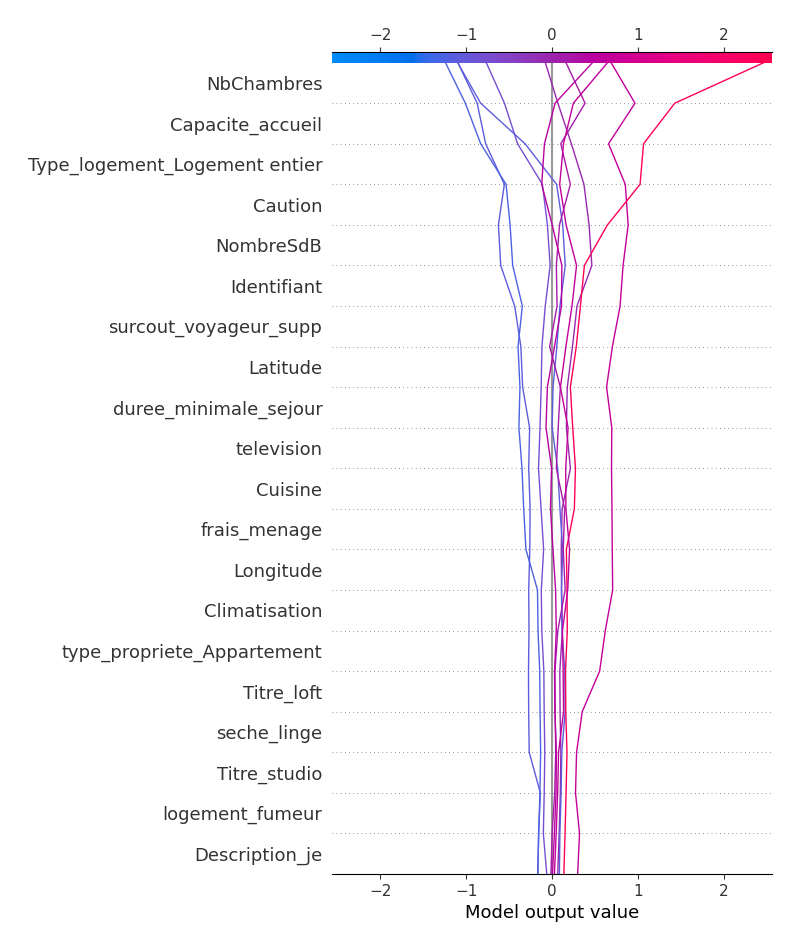 −2 −1 0 1 2
NbChambres
Capacite_accueil
Type_logement_Logement entier
Caution
NombreSdB
Identifiant
surcout_voyageur_supp
Latitude
duree_minimale_sejour
television
Cuisine
frais_menage
Longitude
Climatisation
type_propriete_Appartement
Titre_loft
seche_linge
Titre_studio
logement_fumeur
Description_je
−2 −1 0 1 2
Model output value